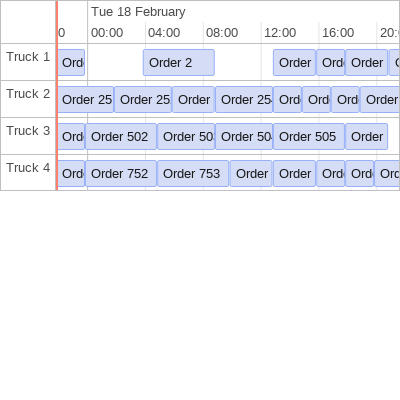 Tue 18 February
0 00:00 04:00 08:00 12:00 16:00 20:
Truck 1 Ord Order 2 Order Ord Order
Truck 2 Order 25 Order 25 Order Order 25 Ord Ord Ord Order
Truck 3 Ord Order 502 Order 50 Order 50 Order 505 Order
Truck 4 Ord Order 752 Order 753 Order Order Ord Ord Ord